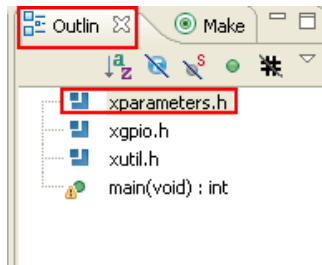 Outlin Make
xparameters.h
xgpio.h
xutil.h
main(void) : int